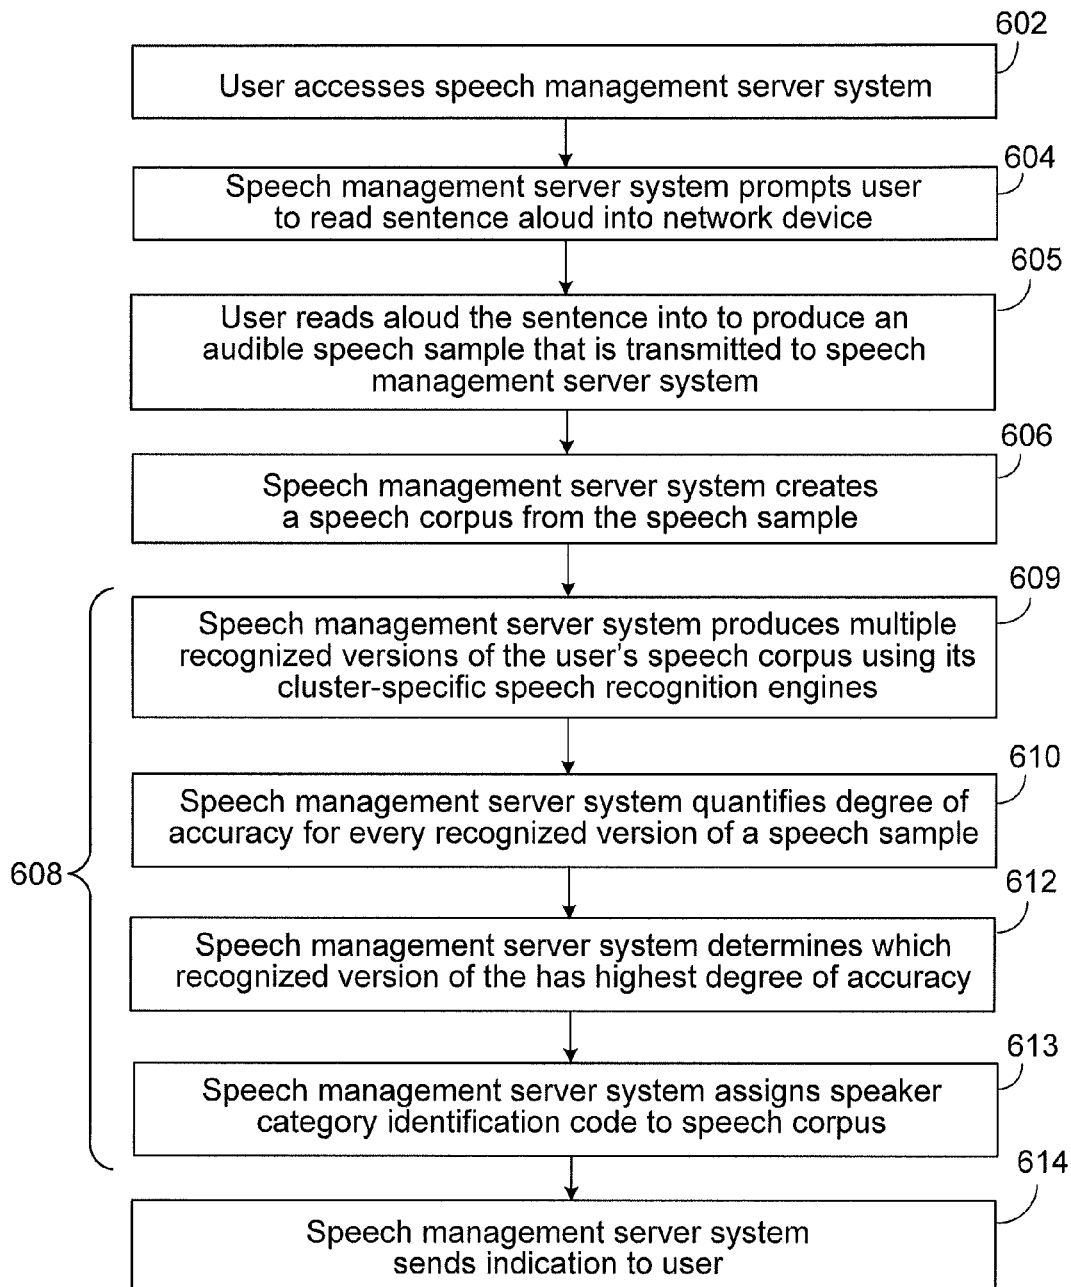 602
User accesses speech management server system
604
Speech management server system prompts user
to read sentence aloud into network device
605
User reads aloud the sentence into to produce an
audible speech sample that is transmitted to speech
management server system
606
Speech management server system creates
a speech corpus from the speech sample
609
Speech management server system produces multiple
recognized versions of the user's speech corpus using its
cluster-specific speech recognition engines
610
Speech management server system quantifies degree of
accuracy for every recognized version of a speech sample
608
612
Speech management server system determines which
recognized version of the has highest degree of accuracy
613
Speech management server system assigns speaker
category identification code to speech corpus
614
Speech management server system
sends indication to user